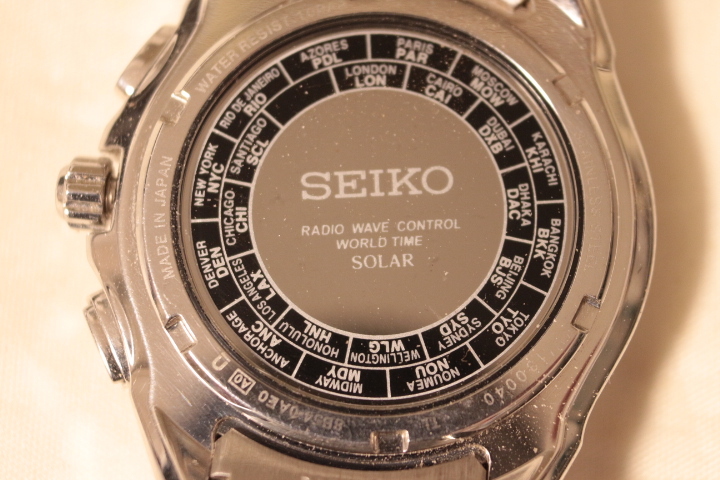 SEIKO
RADIO WAVE CONTROL
WORLD TIME
SOLAR
LONDON
LON
PARIS
PAR
CAIRO
CAI
MOSCOW
MOW
DUBAI
DXB
KARACHI
KHI
DHAKA
DAC
BANGKOK
BKK
BEIJING
BJS
TOKYO
TYO
SYDNEY
SYD
NOUMEA
NOU
WELLINGTON
WLG
MIDWAY
MDY
HONOLULU
HNL
ANCHORAGE
ANC
LOS ANGELES
LAX
DENVER
DEN
CHICAGO
CHI
NEW YORK
NYC
SANTIAGO
SCL
RIO DE JANEIRO
RIO
AZORES
PDL
MADE IN JAPAN
WATER RESIST